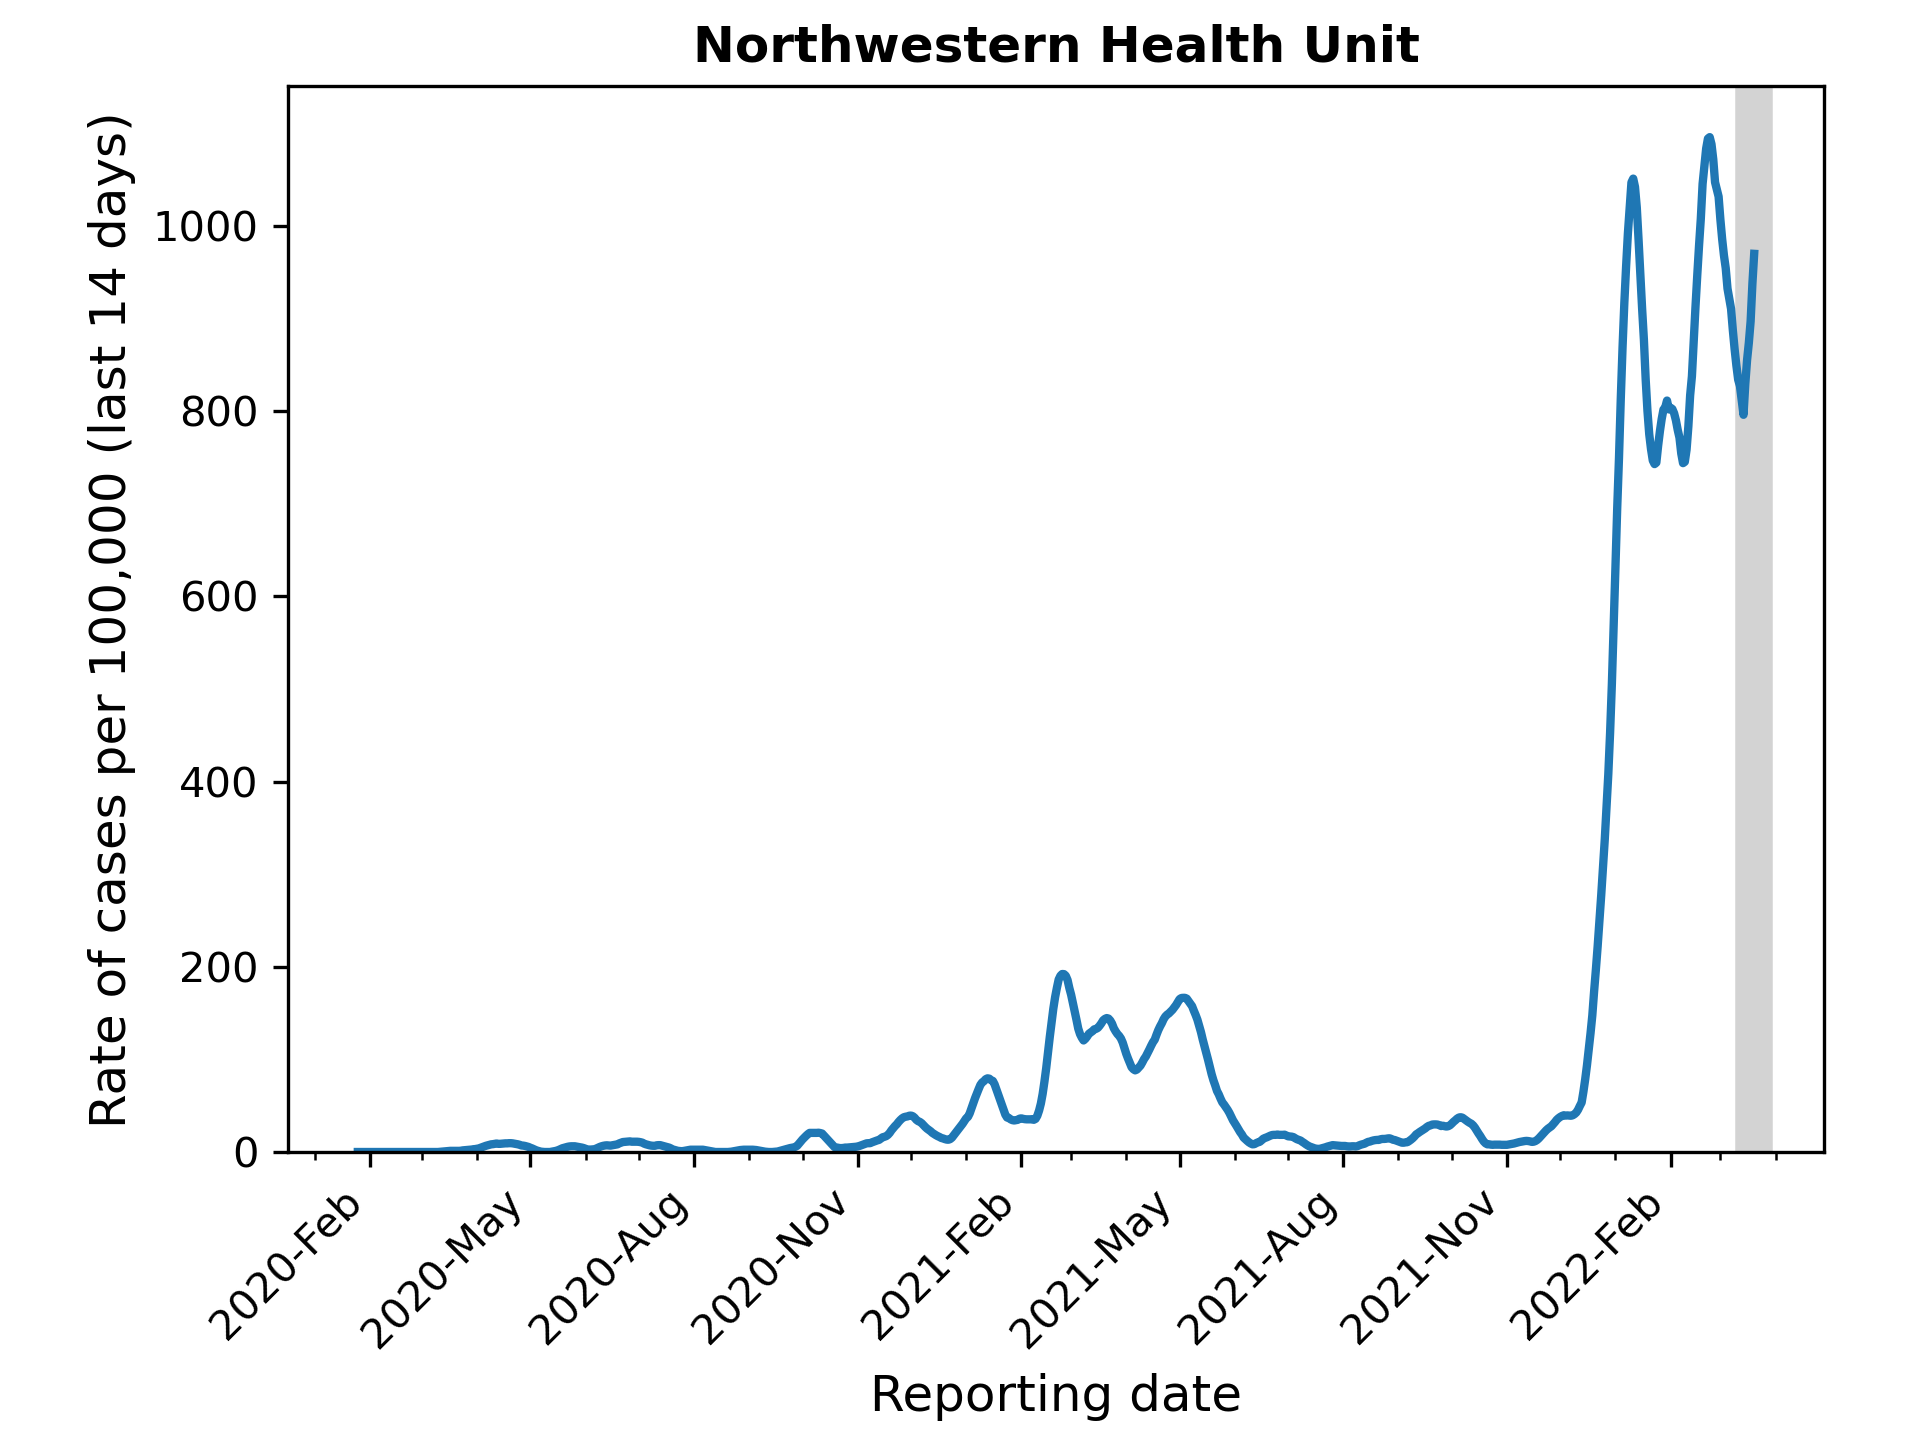 Northwestern Health Unit
Rate of cases per 100,000 (last 14 days)
1000
800
600
400
200
0
2020-Feb
2020-May
2020-Aug
2020-Nov
2021-Feb
2021-May
2021-Aug
2021-Nov
2022-Feb
Reporting date